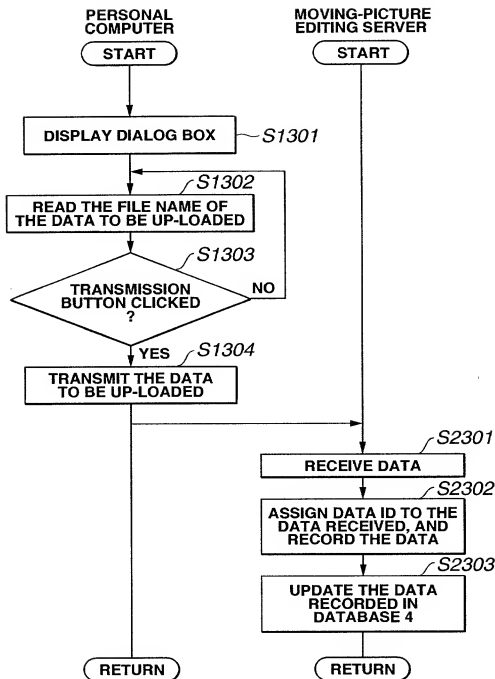 PERSONAL
COMPUTER
START
DISPLAY DIALOG BOX
S1301
S1302
READ THE FILE NAME OF
THE DATA TO BE UP-LOADED
S1303
TRANSMISSION
BUTTON CLICKED
?
NO
YES
S1304
TRANSMIT THE DATA
TO BE UP-LOADED
RETURN
MOVING-PICTURE
EDITING SERVER
START
S2301
RECEIVE DATA
S2302
ASSIGN DATA ID TO THE
DATA RECEIVED, AND
RECORD THE DATA
S2303
UPDATE THE DATA
RECORDED IN
DATABASE 4
RETURN